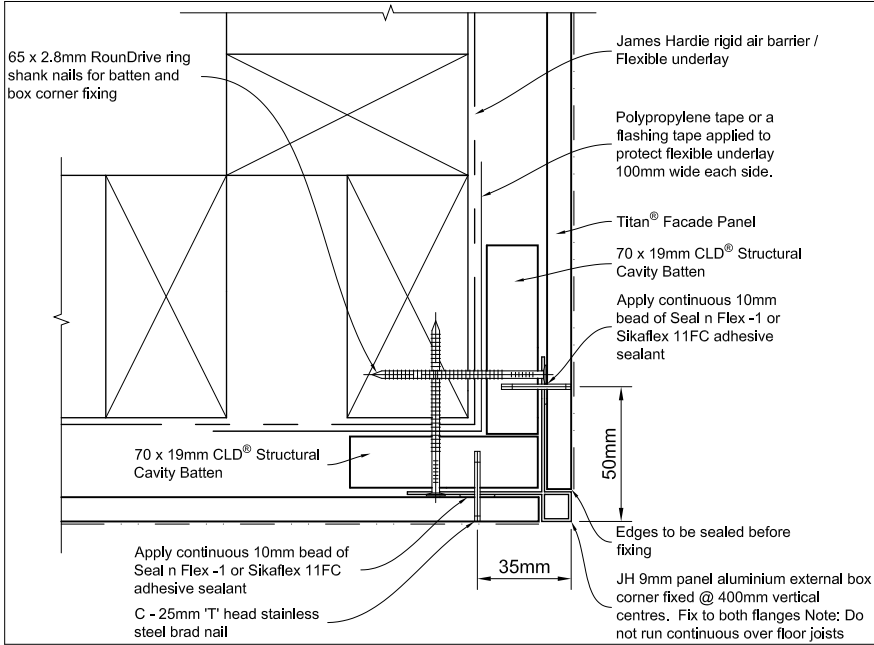 65 x 2.8mm RounDrive ring
shank nails for batten and
box corner fixing
James Hardie rigid air barrier /
Flexible underlay
Polypropylene tape or a
flashing tape applied to
protect flexible underlay
100mm wide each side.
Titan® Facade Panel
70 x 19mm CLD® Structural
Cavity Batten
Apply continuous 10mm
bead of Seal n Flex -1 or
Sikaflex 11FC adhesive
sealant
50mm
70 x 19mm CLD® Structural
Cavity Batten
Apply continuous 10mm bead of
Seal n Flex -1 or Sikaflex 11FC
adhesive sealant
C - 25mm 'T' head stainless
steel brad nail
35mm
Edges to be sealed before
fixing
JH 9mm panel aluminium external box
corner fixed @ 400mm vertical
centres. Fix to both flanges Note: Do
not run continuous over floor joists